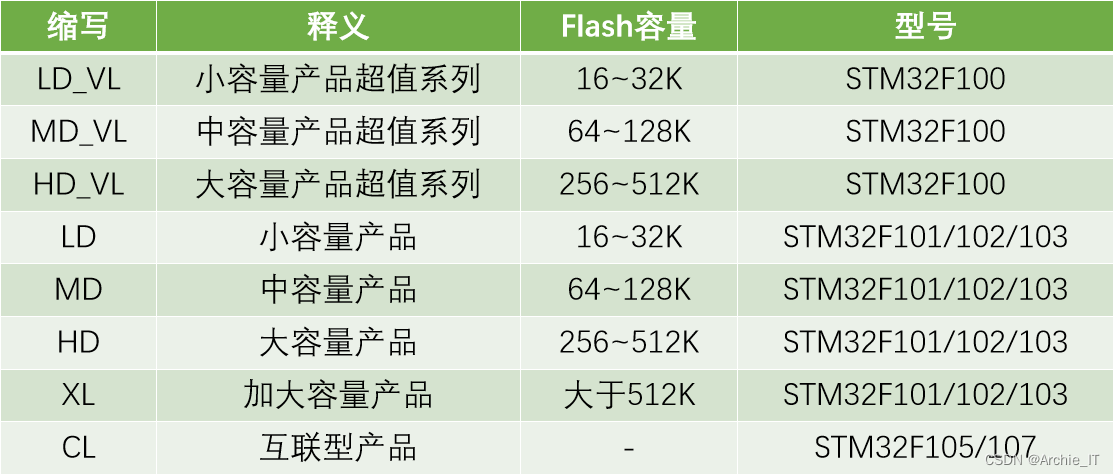 缩写 释义 Flash容量 型号
LD_VL 小容量产品超值系列 16~32K STM32F100
MD_VL 中容量产品超值系列 64~128K STM32F100
HD_VL 大容量产品超值系列 256~512K STM32F100
LD 小容量产品 16~32K STM32F101/102/103
MD 中容量产品 64~128K STM32F101/102/103
HD 大容量产品 256~512K STM32F101/102/103
XL 加大容量产品 大于512K STM32F101/102/103
CL 互联型产品 - STM32F105/107
CSDN @Archie_IT